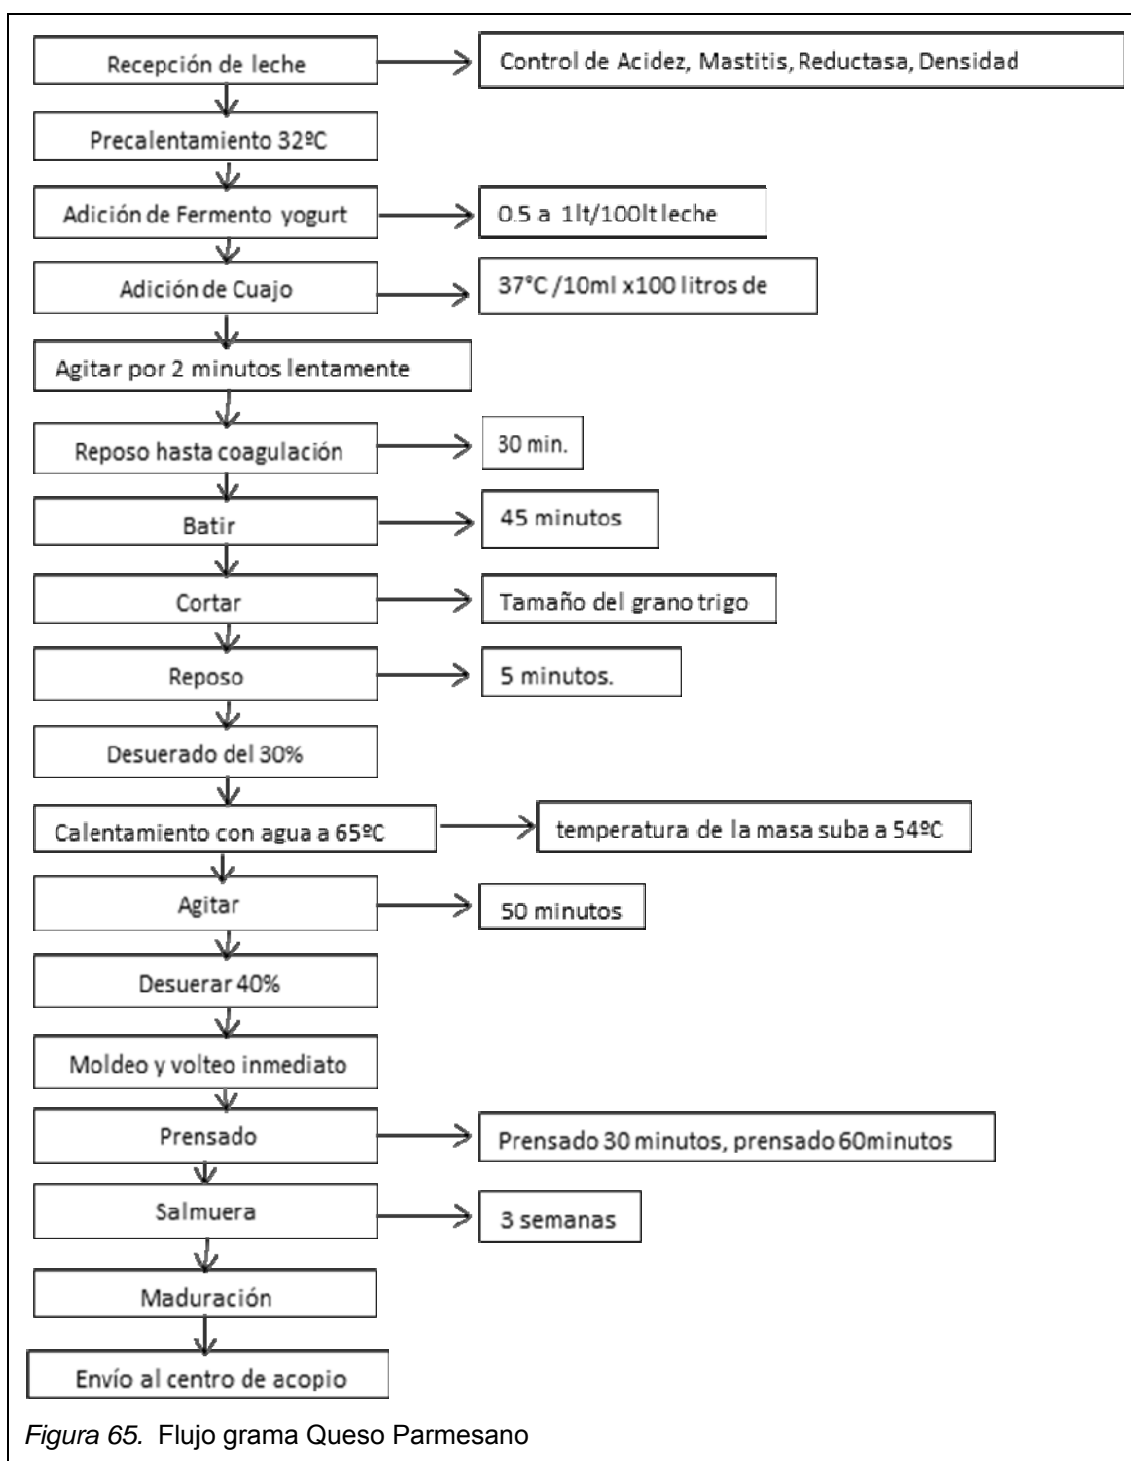 Recepción de leche
Control de Acidez, Mastitis, Reductasa, Densidad
Precalentamiento 32ºC
Adición de Fermento yogurt
0.5 a 1lt/100lt leche
Adición de Cuajo
37°C /10ml x100 litros de
Agitar por 2 minutos lentamente
Reposo hasta coagulación
30 min.
Batir
45 minutos
Cortar
Tamaño del grano trigo
Reposo
5 minutos.
Desuerado del 30%
Calentamiento con agua a 65ºC
temperatura de la masa suba a 54ºC
Agitar
50 minutos
Desuerar 40%
Moldeo y volteo inmediato
Prensado
Prensado 30 minutos, prensado 60minutos
Salmuera
3 semanas
Maduración
Envío al centro de acopio
Figura 65. Flujo grama Queso Parmesano